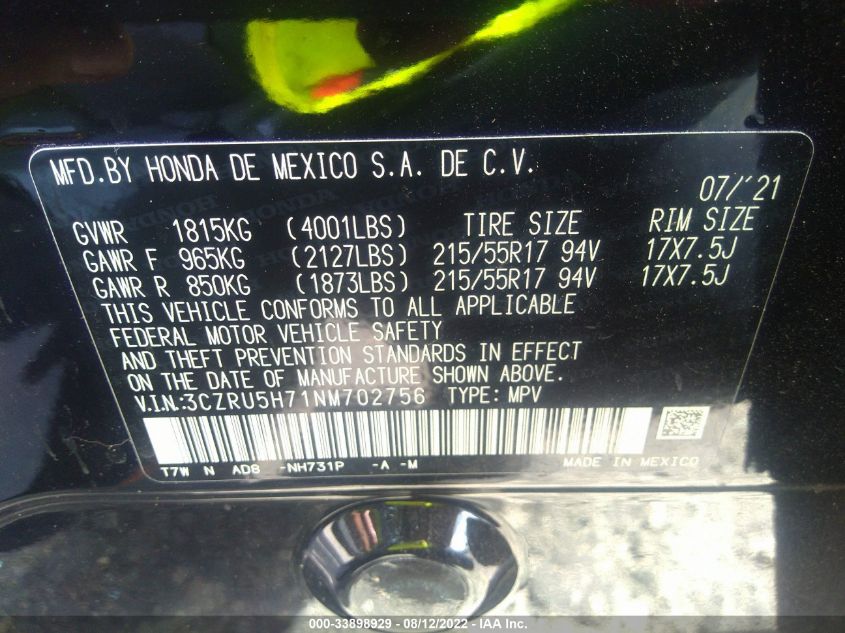 MFD.BY HONDA DE MEXICO S.A. DE C.V.
07/'21
GVWR 1815KG (4001LBS) TIRE SIZE RIM SIZE
GAWR F 965KG (2127LBS) 215/55R17 94V 17X7.5J
GAWR R 850KG (1873LBS) 215/55R17 94V 17X7.5J
THIS VEHICLE CONFORMS TO ALL APPLICABLE
FEDERAL MOTOR VEHICLE SAFETY
AND THEFT PREVENTION STANDARDS IN EFFECT
ON THE DATE OF MANUFACTURE SHOWN ABOVE.
V.I.N.:3CZRU5H71NM702756 TYPE: MPV
T7W N AD8 -NH731P -A -M MADE IN MEXICO
000-33898929 - 08/12/2022 - IAA Inc.